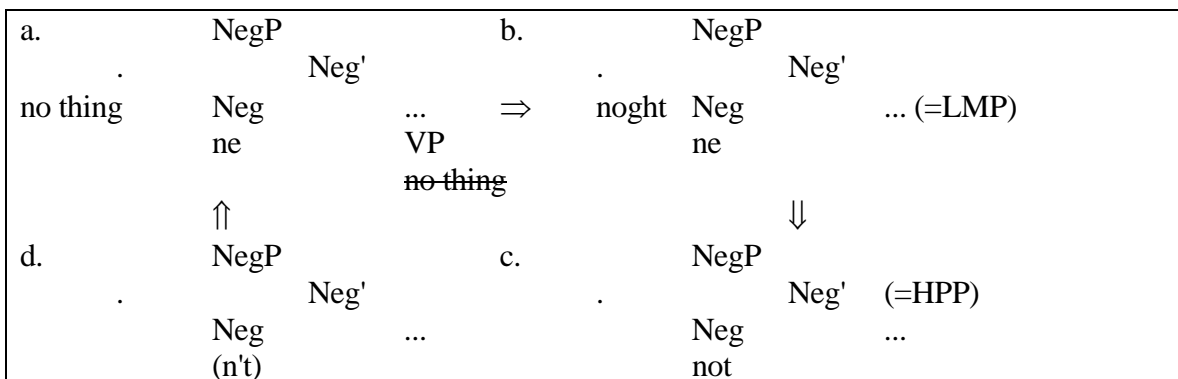 a. NegP b. NegP
. Neg' . Neg'
no thing Neg ... ⇒ noght Neg ... (=LMP)
ne VP ne
no thing
⇑ ⇓
d. NegP c. NegP
. Neg' . Neg' (=HPP)
Neg ... Neg ...
(n't) not